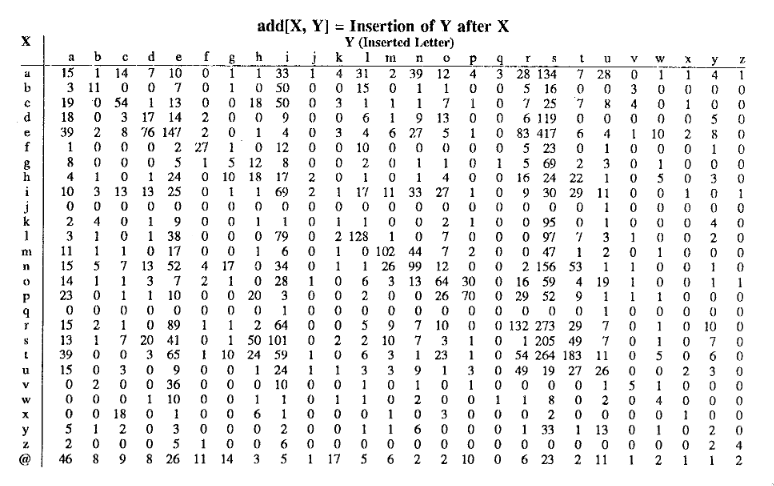 add[X, Y] = Insertion of Y after X
X Y (Inserted Letter)
a b c d e f g h i j k l m n o p q r s t u v w x y z
a 15 1 14 7 10 0 1 1 33 1 4 31 2 39 12 4 3 28 134 7 28 0 1 1 4 1
b 3 11 0 0 7 0 1 0 50 0 0 15 0 1 1 0 0 5 16 0 0 3 0 0 0 0
c 19 0 54 1 13 0 0 18 50 0 3 1 1 1 7 1 0 7 25 7 8 4 0 1 0 0
d 18 0 3 17 14 2 0 0 9 0 0 6 1 9 13 0 0 6 119 0 0 0 0 0 5 0
e 39 2 8 76 147 2 0 1 4 0 3 4 6 27 5 1 0 83 417 6 4 1 10 2 8 0
f 1 0 0 0 2 27 1 0 12 0 0 10 0 0 0 0 0 5 23 0 1 0 0 0 1 0
g 8 0 0 0 5 1 5 12 8 0 0 2 0 1 1 0 1 5 69 2 3 0 1 0 0 0
h 4 1 0 1 24 0 10 18 17 2 0 1 0 1 4 0 0 16 24 22 1 0 5 0 3 0
i 10 3 13 13 25 0 1 1 69 2 1 17 11 33 27 1 0 9 30 29 11 0 0 1 0 1
j 0 0 0 0 0 0 0 0 0 0 0 0 0 0 0 0 0 0 0 0 1 0 0 0 0 0
k 2 4 0 1 9 0 0 1 1 0 1 1 0 0 2 1 0 0 95 0 1 0 0 0 4 0
l 3 1 0 1 38 0 0 0 79 0 2 128 1 0 7 0 0 0 97 7 3 1 0 0 2 0
m 11 1 1 0 17 0 0 1 6 0 1 0 102 44 7 2 0 0 47 1 2 0 1 0 0 0
n 15 5 7 13 52 4 17 0 34 0 1 1 26 99 12 0 0 2 156 53 1 1 0 0 1 0
o 14 1 1 3 7 2 1 0 28 1 0 6 3 13 64 30 0 16 59 4 19 1 0 0 1 1
p 23 0 1 1 10 0 0 20 3 0 0 2 0 0 26 70 0 29 52 9 1 1 1 0 0 0
q 0 0 0 0 0 0 0 0 1 0 0 0 0 0 0 0 0 0 0 0 1 0 0 0 0 0
r 15 2 1 0 89 1 1 2 64 0 0 5 9 7 10 0 0 132 273 29 7 0 1 0 10 0
s 13 1 7 20 41 0 1 50 101 0 2 2 10 7 3 1 0 1 205 49 7 0 1 0 7 0
t 39 0 0 3 65 1 10 24 59 1 0 6 3 1 23 1 0 54 264 183 11 0 5 0 6 0
u 15 0 3 0 9 0 0 1 24 1 1 3 3 9 1 3 0 49 19 27 26 0 0 2 3 0
v 0 2 0 0 36 0 0 0 10 0 0 1 0 1 0 1 0 0 0 0 1 5 1 0 0 0
w 0 0 0 1 10 0 0 1 1 0 1 1 0 2 0 0 1 1 8 0 2 0 4 0 0 0
x 0 0 18 0 1 0 0 6 1 0 0 0 1 0 3 0 0 0 2 0 0 0 0 1 0 0
y 5 1 2 0 3 0 0 0 2 0 0 1 1 6 0 0 0 1 33 1 13 0 1 0 2 0
z 2 0 0 0 5 1 0 0 6 0 0 0 0 0 0 0 0 0 0 0 0 0 0 0 2 4
@ 46 8 9 8 26 11 14 3 5 1 17 5 6 2 2 10 0 6 23 2 11 1 2 1 1 2